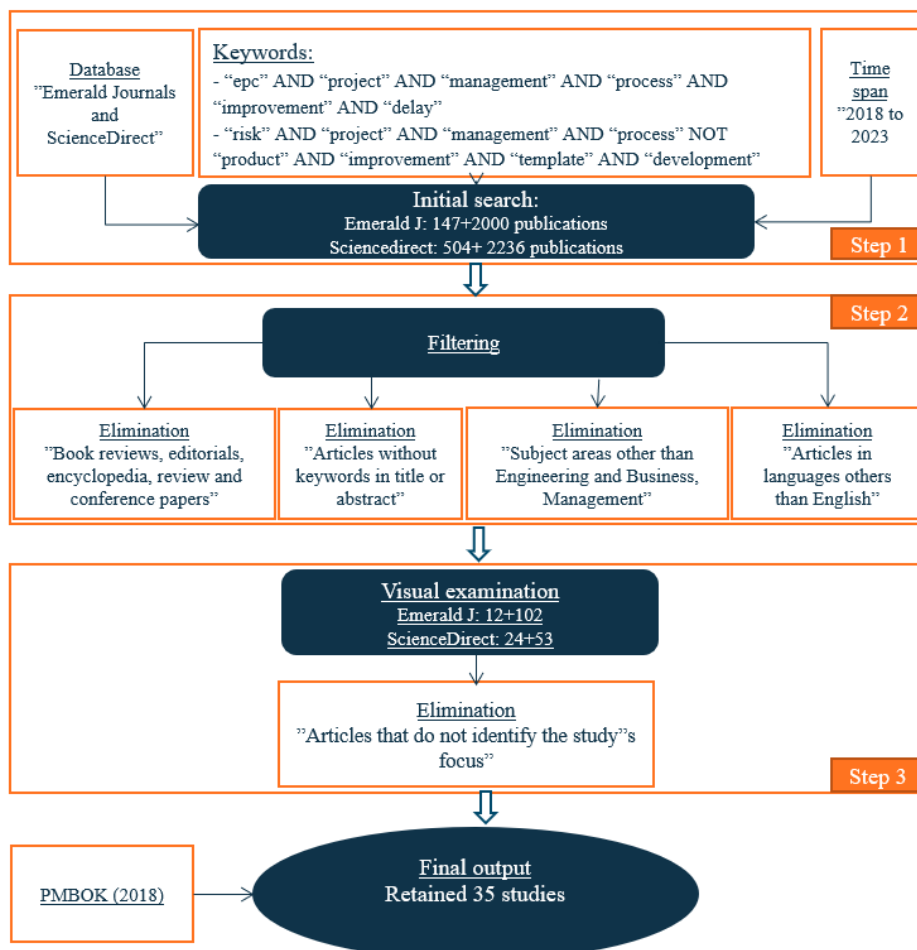 Database
”Emerald Journals
and
ScienceDirect”
Keywords:
- “epc” AND “project” AND “management” AND “process” AND
“improvement” AND “delay”
- “risk” AND “project” AND “management” AND “process” NOT
“product” AND “improvement” AND “template” AND “development”
Time
span
”2018 to
2023
Initial search:
Emerald J: 147+2000 publications
Sciencedirect: 504+ 2236 publications
Step 1
Step 2
Filtering
Elimination
”Book reviews, editorials,
encyclopedia, review and
conference papers”
Elimination
”Articles without
keywords in title or
abstract”
Elimination
”Subject areas other than
Engineering and Business,
Management”
Elimination
”Articles in
languages others
than English”
Visual examination
Emerald J: 12+102
ScienceDirect: 24+53
Elimination
”Articles that do not identify the study”s
focus”
Step 3
Final output
Retained 35 studies
PMBOK (2018)